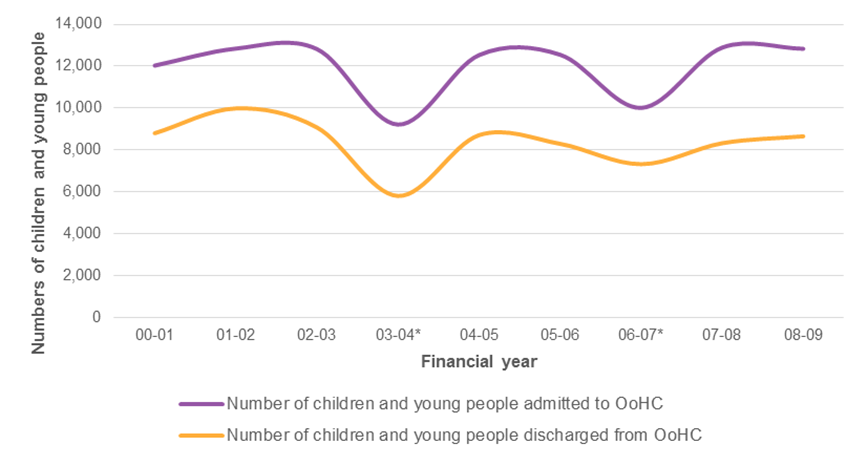 14,000
12,000
10,000
8,000
6,000
4,000
2,000
0
Numbers of children and young people
00-01 01-02 02-03 03-04* 04-05 05-06 06-07* 07-08 08-09
Financial year
Number of children and young people admitted to OoHC
Number of children and young people discharged from OoHC